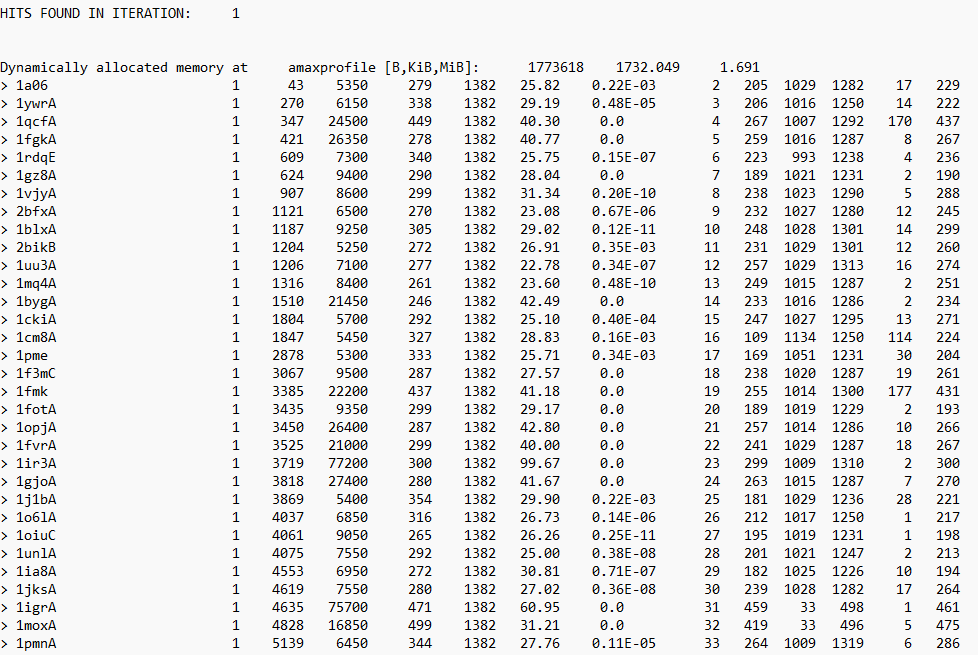 HITS FOUND IN ITERATION:     1
Dynamically allocated memory at     amaxprofile [B,KiB,MiB]:      1773618    1732.049     1.691
> 1a06                       1      43    5350     279    1382   25.82    0.22E-03       2   205  1029  1282    17   229
> 1ywrA                      1     270    6150     338    1382   29.19    0.48E-05       3   206  1016  1250    14   222
> 1qcfA                      1     347   24500     449    1382   40.30    0.0            4   267  1007  1292   170   437
> 1fgkA                      1     421   26350     278    1382   40.77    0.0            5   259  1016  1287     8   267
> 1rdqE                      1     609    7300     340    1382   25.75    0.15E-07       6   223   993  1238     4   236
> 1gz8A                      1     624    9400     290    1382   28.04    0.0            7   189  1021  1231     2   190
> 1vjyA                      1     907    8600     299    1382   31.34    0.20E-10       8   238  1023  1290     5   288
> 2bfxA                      1    1121    6500     270    1382   23.08    0.67E-06       9   232  1027  1280    12   245
> 1blxA                      1    1187    9250     305    1382   29.02    0.12E-11      10   248  1028  1301    14   299
> 2bikB                      1    1204    5250     272    1382   26.91    0.35E-03      11   231  1029  1301    12   260
> 1uu3A                      1    1206    7100     277    1382   22.78    0.34E-07      12   257  1029  1313    16   274
> 1mq4A                      1    1316    8400     261    1382   23.60    0.48E-10      13   249  1015  1287     2   251
> 1bygA                      1    1510   21450     246    1382   42.49    0.0           14   233  1016  1286     2   234
> 1ckiA                      1    1804    5700     292    1382   25.10    0.40E-04      15   247  1027  1295    13   271
> 1cm8A                      1    1847    5450     327    1382   28.83    0.16E-03      16   109  1134  1250   114   224
> 1pme                       1    2878    5300     333    1382   25.71    0.34E-03      17   169  1051  1231    30   204
> 1f3mC                      1    3067    9500     287    1382   27.57    0.0           18   238  1020  1287    19   261
> 1fmk                       1    3385   22200     437    1382   41.18    0.0           19   255  1014  1300   177   431
> 1fotA                      1    3435    9350     299    1382   29.17    0.0           20   189  1019  1229     2   193
> 1opjA                      1    3450   26400     287    1382   42.80    0.0           21   257  1014  1286    10   266
> 1fvrA                      1    3525   21000     299    1382   40.00    0.0           22   241  1029  1287    18   267
> 1ir3A                      1    3719   77200     300    1382   99.67    0.0           23   299  1009  1310     2   300
> 1gjoA                      1    3818   27400     280    1382   41.67    0.0           24   263  1015  1287     7   270
> 1j1bA                      1    3869    5400     354    1382   29.90    0.22E-03      25   181  1029  1236    28   221
> 1o6lA                      1    4037    6850     316    1382   26.73    0.14E-06      26   212  1017  1250     1   217
> 1oiuC                      1    4061    9050     265    1382   26.26    0.25E-11      27   195  1019  1231     1   198
> 1unlA                      1    4075    7550     292    1382   25.00    0.38E-08      28   201  1021  1247     2   213
> 1ia8A                      1    4553    6950     272    1382   30.81    0.71E-07      29   182  1025  1226    10   194
> 1jksA                      1    4619    7550     280    1382   27.02    0.36E-08      30   239  1028  1282    17   264
> 1igrA                      1    4635   75700     471    1382   60.95    0.0           31   459    33   498     1   461
> 1moxA                      1    4828   16850     499    1382   31.21    0.0           32   419    33   496     5   475
> 1pmnA                      1    5139    6450     344    1382   27.76    0.11E-05      33   264  1009  1319     6   286